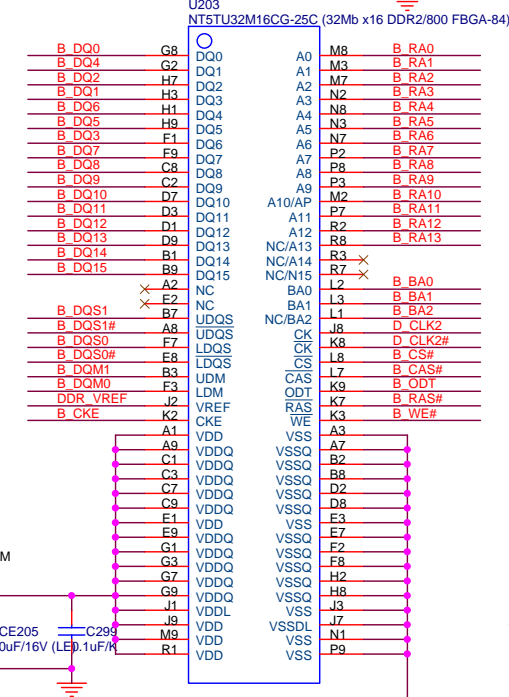 U203
NT5TU32M16CG-25C (32Mb x16 DDR2/800 FBGA-84)
B_DQ0 G8 DQ0 A0 M8 B_RA0
B_DQ4 G2 DQ1 A1 M3 B_RA1
B_DQ2 H7 DQ2 A2 M7 B_RA2
B_DQ1 H3 DQ3 A3 N2 B_RA3
B_DQ6 H1 DQ4 A4 N8 B_RA4
B_DQ5 H9 DQ5 A5 N3 B_RA5
B_DQ3 F1 DQ6 A6 N7 B_RA6
B_DQ7 F9 DQ7 A7 P2 B_RA7
B_DQ8 C8 DQ8 A8 P8 B_RA8
B_DQ9 C2 DQ9 A9 P3 B_RA9
B_DQ10 D7 DQ10 A10/AP M2 B_RA10
B_DQ11 D3 DQ11 A11 P7 B_RA11
B_DQ12 D1 DQ12 A12 R2 B_RA12
B_DQ13 D9 DQ13 NC/A13 R8 B_RA13
B_DQ14 B1 DQ14 NC/A14 R3
B_DQ15 B9 DQ15 NC/N15 R7
A2 NC BA0 L2 B_BA0
E2 NC BA1 L3 B_BA1
B_DQS1 B7 UDQS NC/BA2 L1 B_BA2
B_DQS1# A8 UDQS CK J8 D_CLK2
B_DQS0 F7 LDQS CK K8 D_CLK2#
B_DQS0# E8 LDQS CS L8 B_CS#
B_DQM1 B3 UDM CAS L7 B_CAS#
B_DQM0 F3 LDM ODT K9 B_ODT
DDR_VREF J2 VREF RAS K7 B_RAS#
B_CKE K2 CKE WE K3 B_WE#
A1 VDD VSS A3
A9 VDDQ VSSQ A7
C1 VDDQ VSSQ B2
C3 VDDQ VSSQ B8
C7 VDDQ VSSQ D2
C9 VDDQ VSSQ D8
E1 VDD VSS E3
E9 VDDQ VSSQ E7
G1 VDDQ VSSQ F2
M G3 VDDQ VSSQ F8
G7 VDDQ VSSQ H2
G9 VDDQ VSSQ H8
J1 VDDL VSS J3
J9 VDD VSSDL J7
M9 VDD VSS N1
R1 VDD VSS P9
CE205 C299
0uF/16V (LE) 0.1uF/K